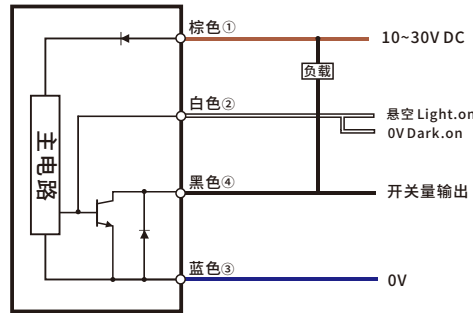 棕色①
10~30V DC
负载
白色②
悬空 Light.on
0V Dark.on
主电路
黑色④
开关量输出
蓝色③
0V